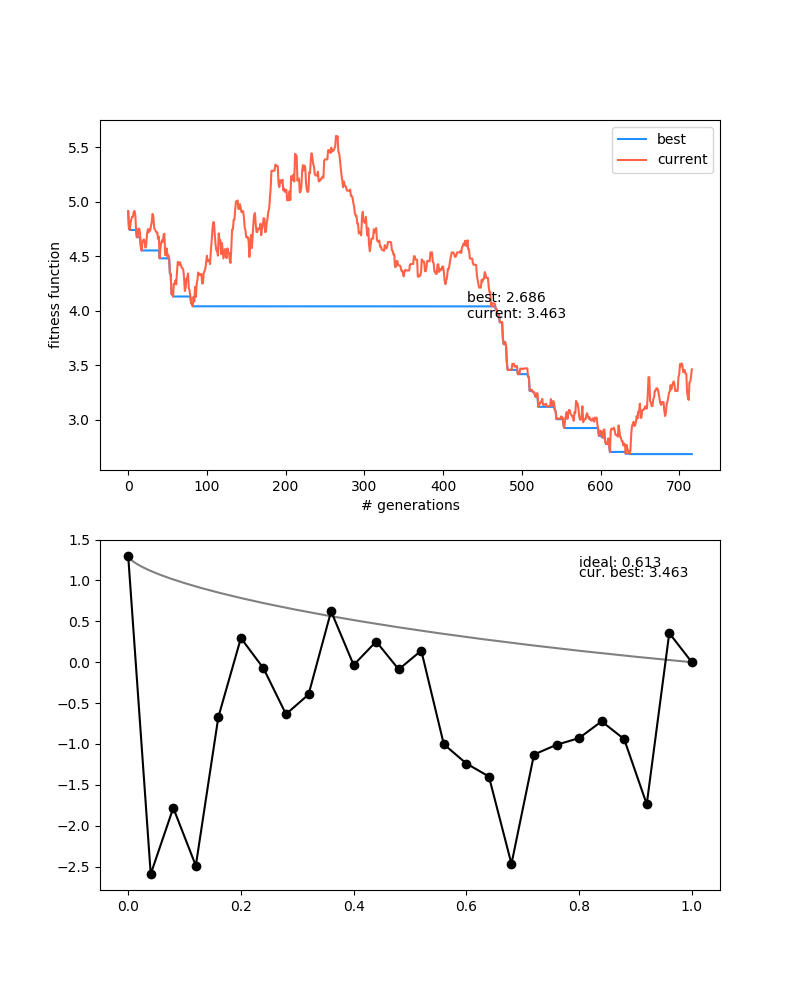 5.5
5.0
4.5
4.0
3.5
3.0
fitness function
best
current
best: 2.686
current: 3.463
0 100 200 300 400 500 600 700
# generations
1.5
1.0
0.5
0.0
−0.5
−1.0
−1.5
−2.0
−2.5
ideal: 0.613
cur. best: 3.463
0.0 0.2 0.4 0.6 0.8 1.0